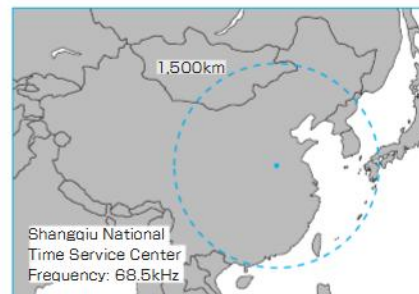 1,500km
Shangqiu National
Time Service Center
Frequency: 68.5kHz